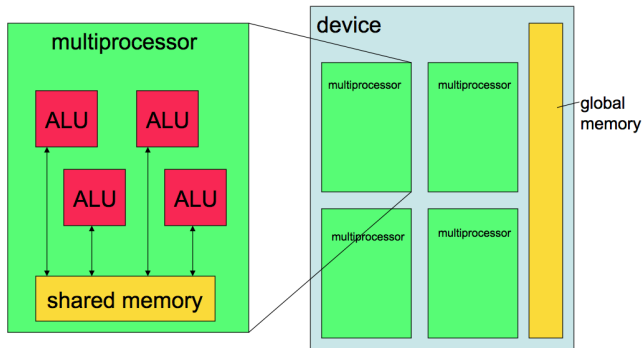 multiprocessor
ALU
ALU
ALU
ALU
shared memory
device
multiprocessor
multiprocessor
multiprocessor
multiprocessor
global
memory